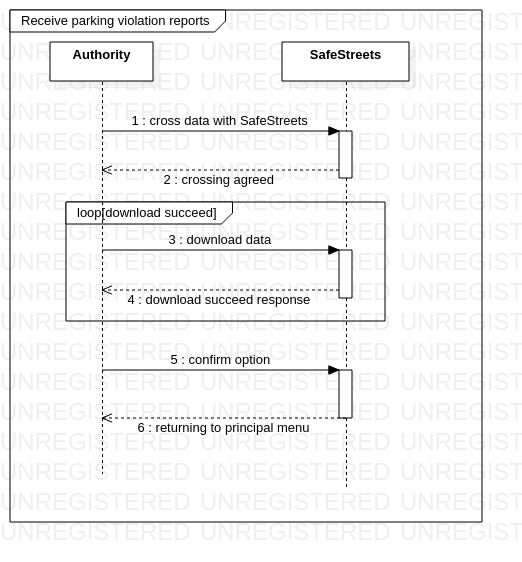 Receive parking violation reports
Authority
SafeStreets
1 : cross data with SafeStreets
2 : crossing agreed
loop[download succeed]
3 : download data
4 : download succeed response
5 : confirm option
6 : returning to principal menu
UNREGISTERED UNREGISTERED UNREGISTERED